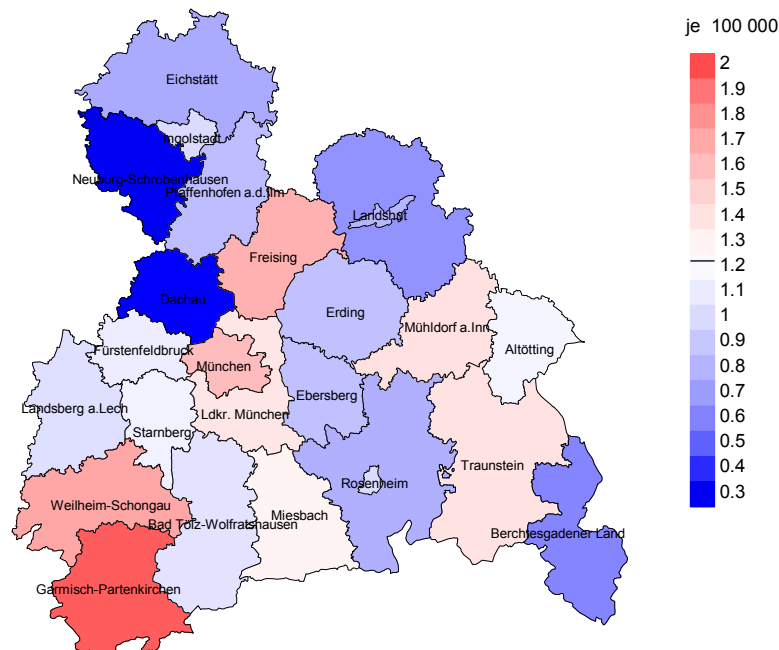 je 100 000
2
1.9
1.8
1.7
1.6
1.5
1.4
1.3
1.2
1.1
1
0.9
0.8
0.7
0.6
0.5
0.4
0.3
Eichstätt
Ingolstadt
Neuburg-Schrobenhausen
Pfaffenhofen a.d.Ilm
Landshut
Freising
Dachau
Erding
Mühldorf a.Inn
Altötting
Fürstenfeldbruck
München
Ebersberg
Landsberg a.Lech
Ldkr. München
Starnberg
Traunstein
Rosenheim
Weilheim-Schongau
Miesbach
Bad Tölz-Wolfratshausen
Berchtesgadener Land
Garmisch-Partenkirchen